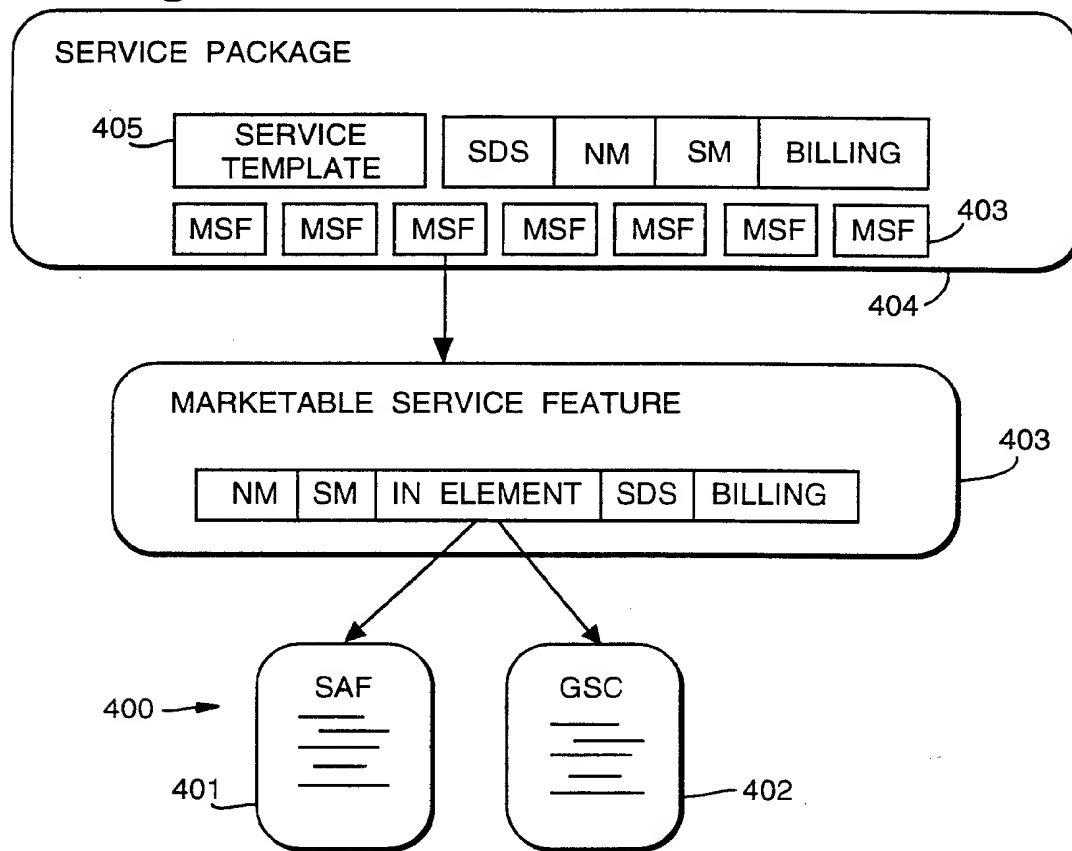 SERVICE PACKAGE
405
SERVICE
TEMPLATE
SDS NM SM BILLING
MSF MSF MSF MSF MSF MSF MSF
403
404
MARKETABLE SERVICE FEATURE
403
NM SM IN ELEMENT SDS BILLING
SAF
GSC
400
401
402